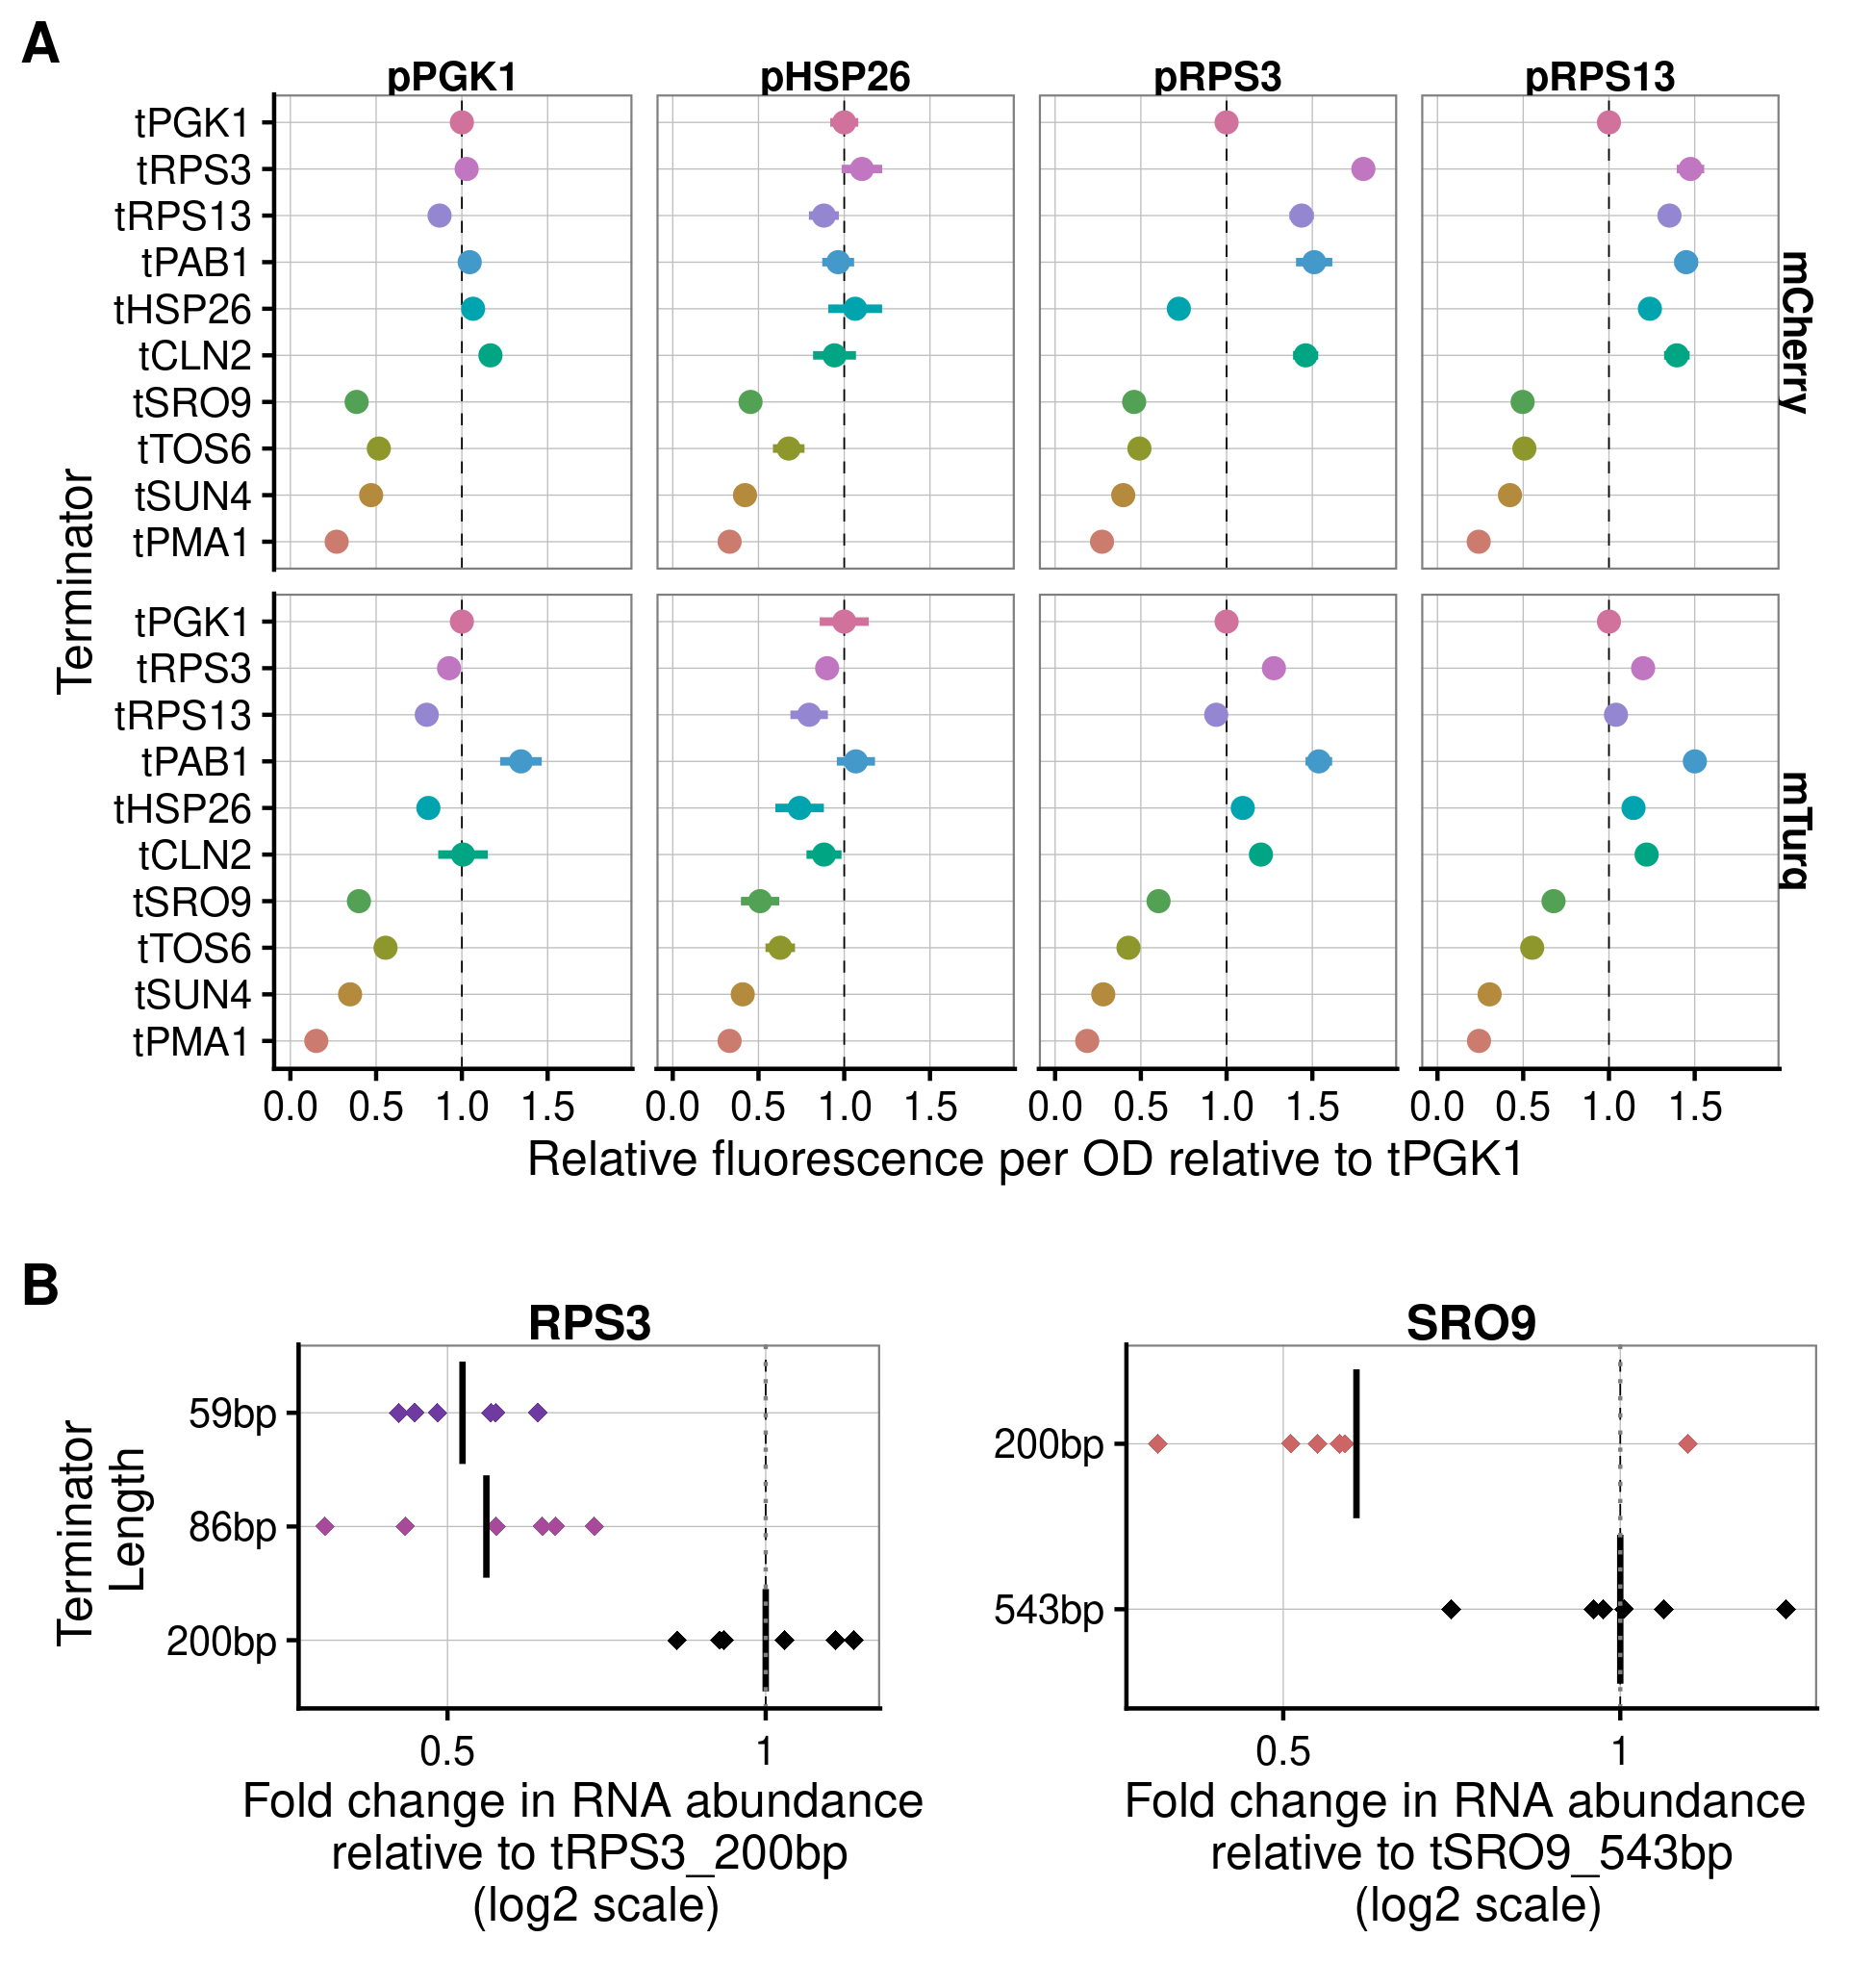 A
pPGK1 pHSP26 pRPS3 pRPS13
tPGK1
tRPS3
tRPS13
tPAB1
tHSP26
tCLN2
tSRO9
tTOS6
tSUN4
tPMA1
mCherry
Terminator
tPGK1
tRPS3
tRPS13
tPAB1
tHSP26
tCLN2
tSRO9
tTOS6
tSUN4
tPMA1
mTurq
0.0 0.5 1.0 1.5 0.0 0.5 1.0 1.5 0.0 0.5 1.0 1.5 0.0 0.5 1.0 1.5
Relative fluorescence per OD relative to tPGK1
B
RPS3
Terminator
Length
59bp
86bp
200bp
0.5 1
Fold change in RNA abundance
relative to tRPS3_200bp
(log2 scale)
SRO9
200bp
543bp
0.5 1
Fold change in RNA abundance
relative to tSRO9_543bp
(log2 scale)